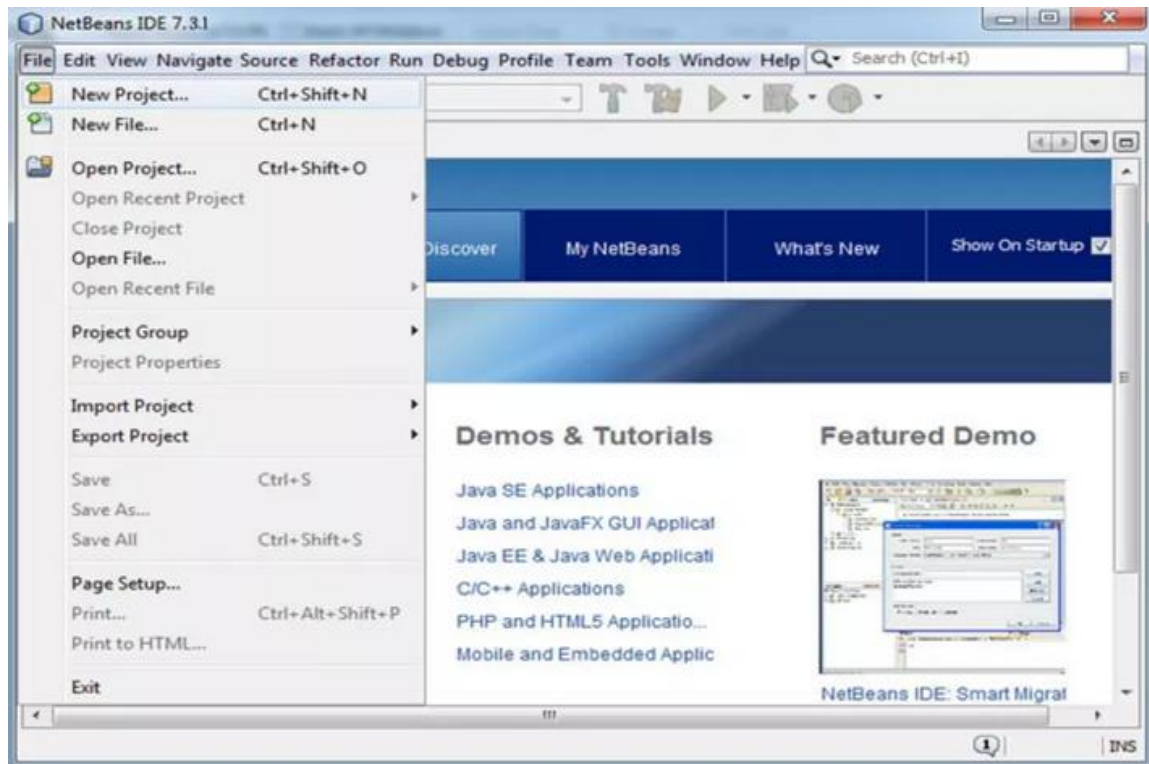 NetBeans IDE 7.3.1
File Edit View Navigate Source Refactor Run Debug Profile Team Tools Window Help Search (Ctrl+I)
New Project... Ctrl+Shift+N
New File... Ctrl+N
Open Project... Ctrl+Shift+O
Open Recent Project
Close Project
Open File...
Open Recent File
Project Group
Project Properties
Import Project
Export Project
Save Ctrl+S
Save As...
Save All Ctrl+Shift+S
Page Setup...
Print... Ctrl+Alt+Shift+P
Print to HTML...
Exit
Discover My NetBeans What's New Show On Startup
Demos & Tutorials
Java SE Applications
Java and JavaFX GUI Applicat
Java EE & Java Web Applicati
C/C++ Applications
PHP and HTML5 Applicatio...
Mobile and Embedded Applic
Featured Demo
NetBeans IDE: Smart Migrat
1 INS